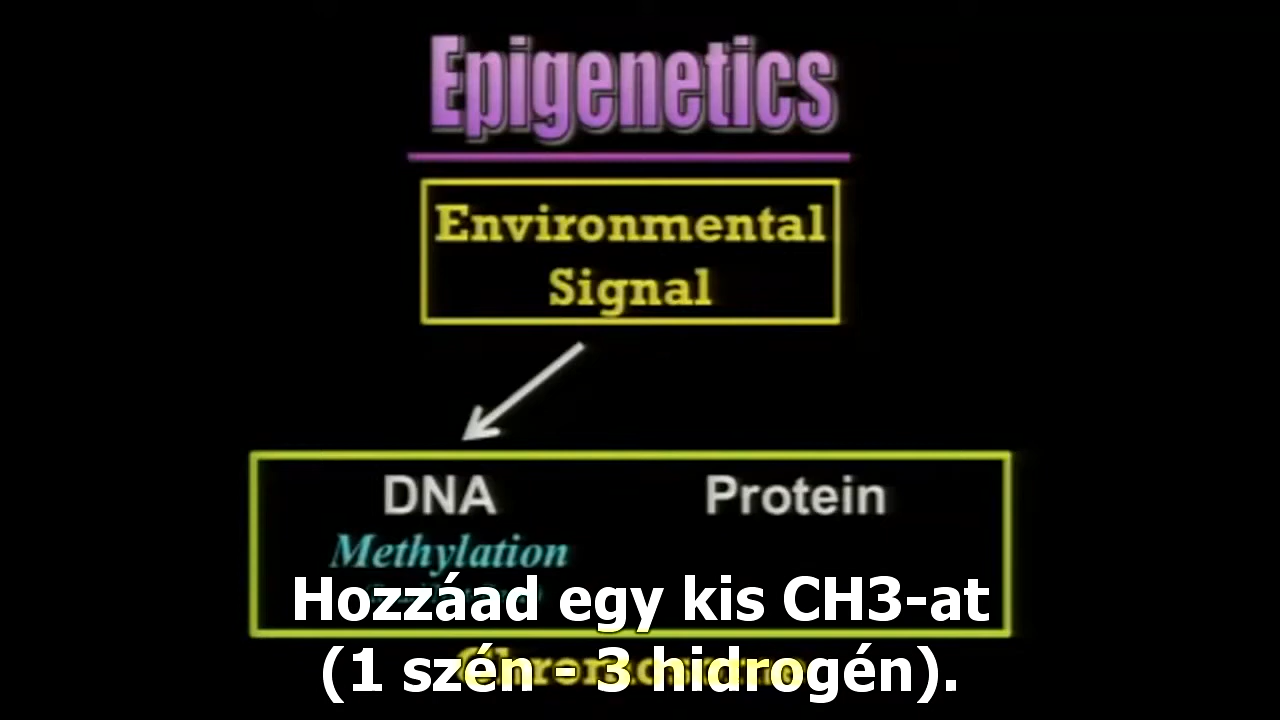 Epigenetics
Environmental
Signal
DNA Protein
Methylation
Hozzáad egy kis CH3-at
(1 szén - 3 hidrogén).